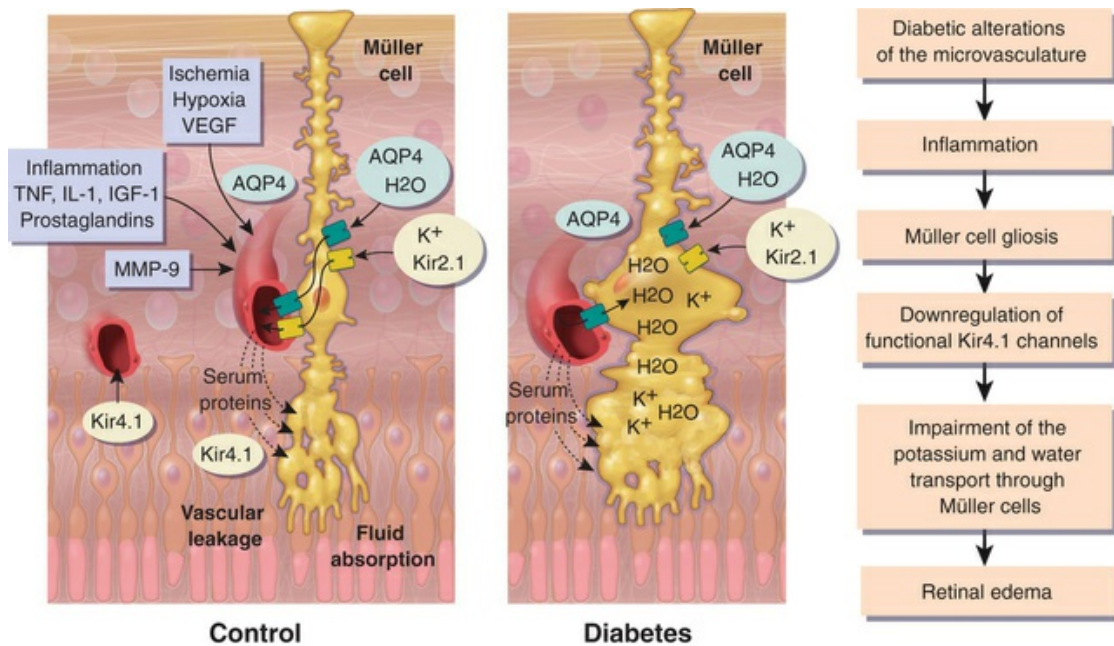 Müller
cell
Ischemia
Hypoxia
VEGF
Inflammation
TNF, IL-1, IGF-1
Prostaglandins
MMP-9
AQP4
AQP4
H2O
K+
Kir2.1
Serum
proteins
Kir4.1
Kir4.1
Vascular
leakage
Fluid
absorption
Control
Müller
cell
AQP4
H2O
AQP4
K+
Kir2.1
H2O
H2O
K+
H2O
H2O
K+
H2O
K+
Serum
proteins
Diabetes
Diabetic alterations
of the microvasculature
Inflammation
Müller cell gliosis
Downregulation of
functional Kir4.1 channels
Impairment of the
potassium and water
transport through
Müller cells
Retinal edema